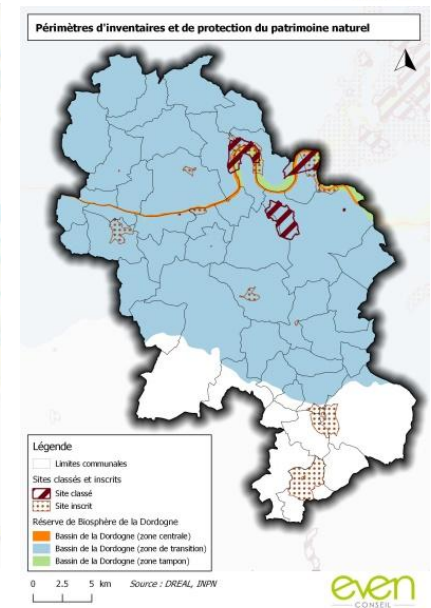 Périmètres d'inventaires et de protection du patrimoine naturel
Légende
Limites communales
Sites classés et inscrits
Site classé
Site inscrit
Réserve de Biosphère de la Dordogne
Bassin de la Dordogne (zone centrale)
Bassin de la Dordogne (zone de transition)
Bassin de la Dordogne (zone tampon)
0 2.5 5 km Source : DREAL, INPN
even
CONSEIL